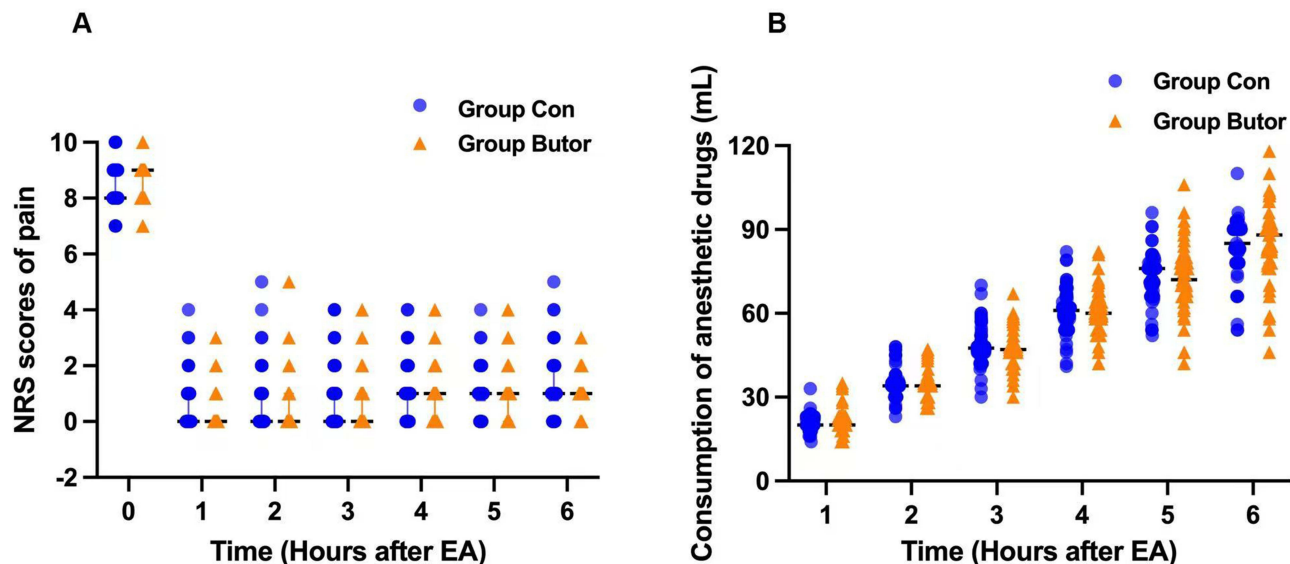 A
Group Con
Group Butor
NRS scores of pain
10
8
6
4
2
0
-2
0 1 2 3 4 5 6
Time (Hours after EA)
B
Group Con
Group Butor
Consumption of anesthetic drugs (mL)
120
90
60
30
0
1 2 3 4 5 6
Time (Hours after EA)